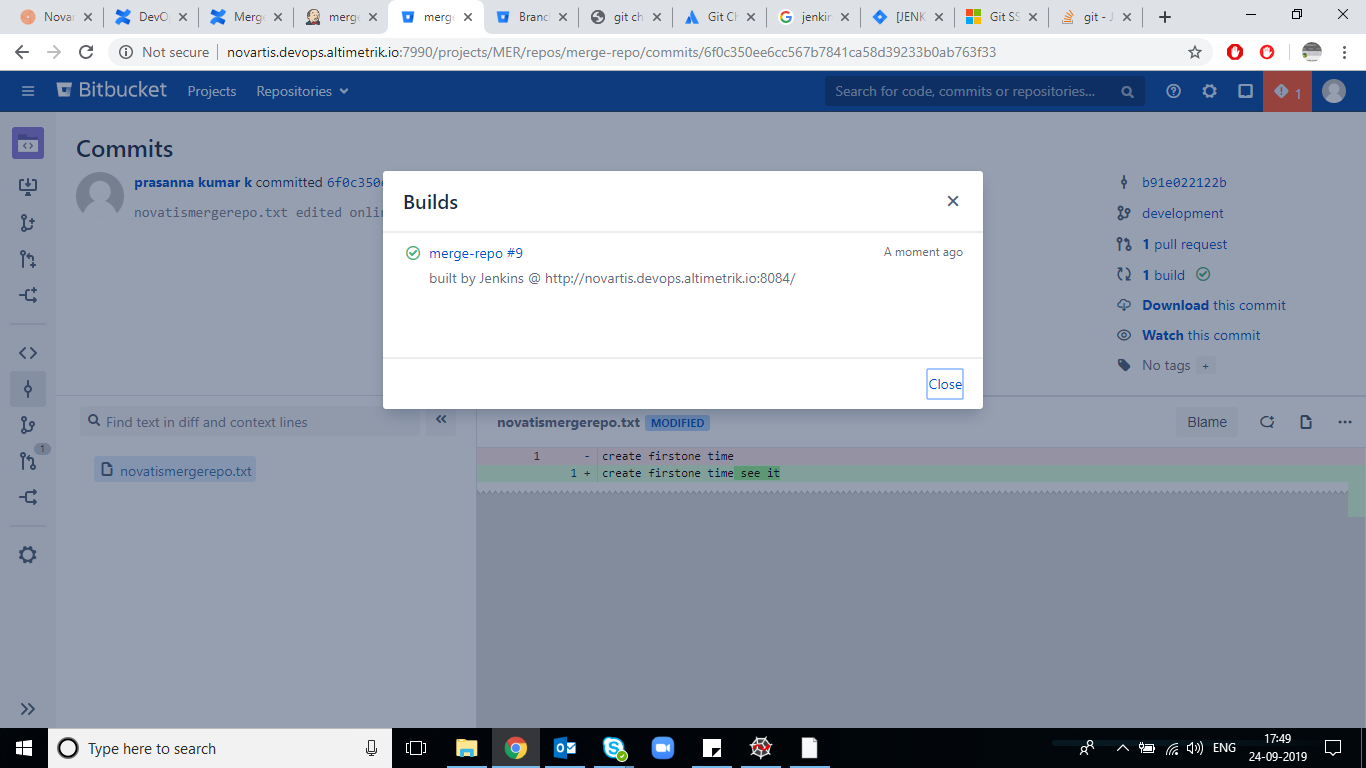 Novar
DevO
Merge
merge
merge
Branc
git ch
Git Cl
jenkin
[JENK
Git SS
git - J
Not secure
novartis.devops.altimetrik.io:7990/projects/MER/repos/merge-repo/commits/6f0c350ee6cc567b7841ca58d39233b0ab763f33
Bitbucket
Projects
Repositories
Search for code, commits or repositories...
1
Commits
prasanna kumar k committed 6f0c350
novatismergerepo.txt edited onlin
b91e022122b
development
1 pull request
1 build
Download this commit
Watch this commit
No tags +
Builds
merge-repo #9
A moment ago
built by Jenkins @ http://novartis.devops.altimetrik.io:8084/
Close
Find text in diff and context lines
1
novatismergerepo.txt
novatismergerepo.txt MODIFIED
Blame
1 - create firstone time
1 + create firstone time see it
Type here to search
ENG
17:49
24-09-2019